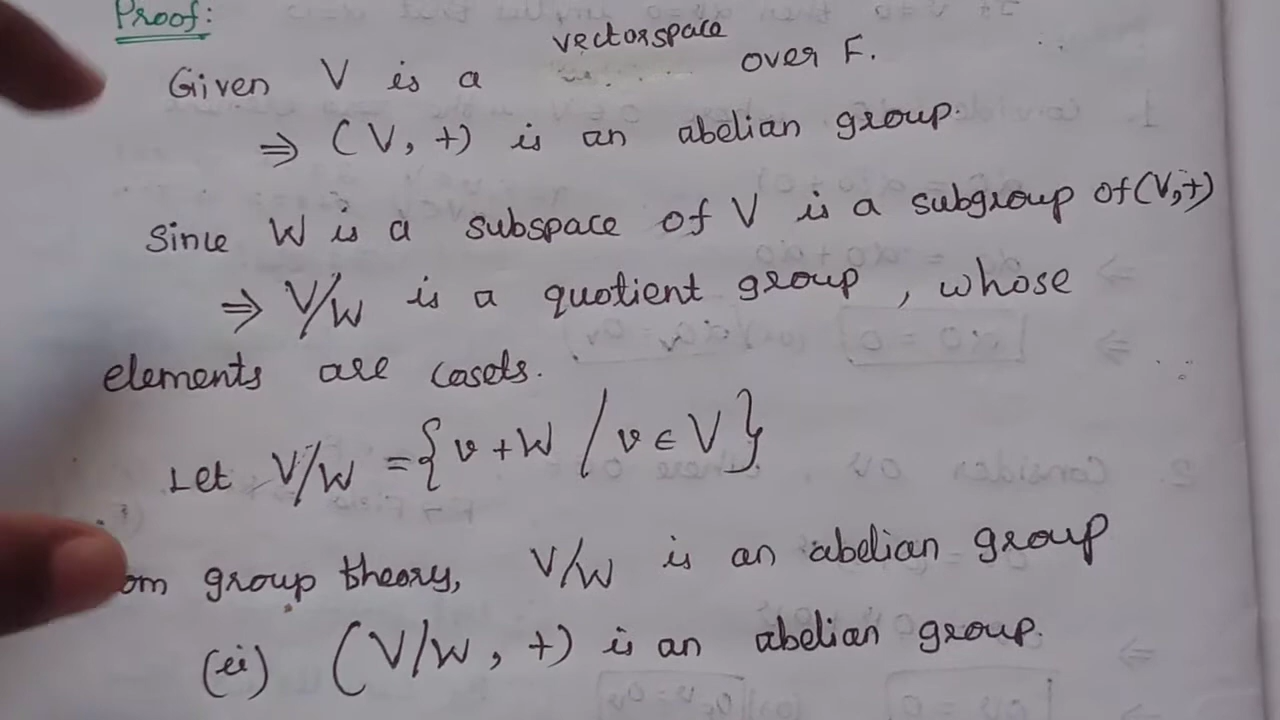 Proof:
vectorspace
Given V is a over F.
⇒ (V, +) is an abelian group.
Since W is a subspace of V is a subgroup of (V,+)
⇒ V/W is a quotient group, whose
elements are cosets.
Let V/W = {v + W / v ∈ V}
om group theory, V/W is an abelian group
(ii) (V/W, +) is an abelian group.